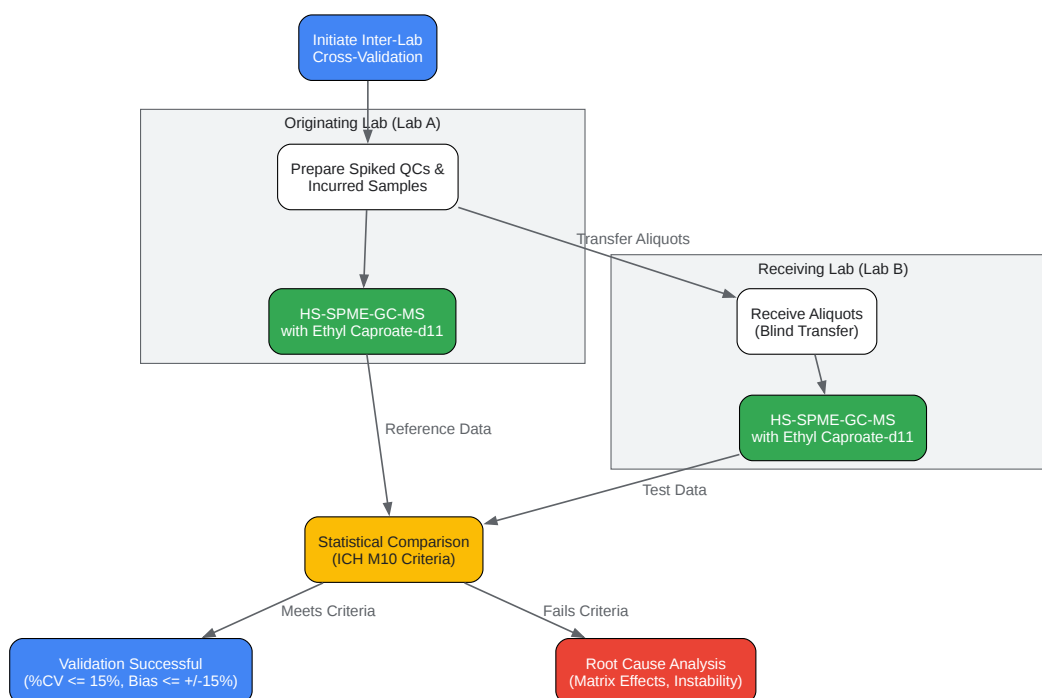 Initiate Inter-Lab
Cross-Validation
Originating Lab (Lab A)
Prepare Spiked QCs &
Incurred Samples
Transfer Aliquots
Receiving Lab (Lab B)
HS-SPME-GC-MS
with Ethyl Caproate-d11
Receive Aliquots
(Blind Transfer)
HS-SPME-GC-MS
with Ethyl Caproate-d11
Reference Data
Test Data
Statistical Comparison
(ICH M10 Criteria)
Meets Criteria
Fails Criteria
Validation Successful
(%CV <= 15%, Bias <= +/-15%)
Root Cause Analysis
(Matrix Effects, Instability)